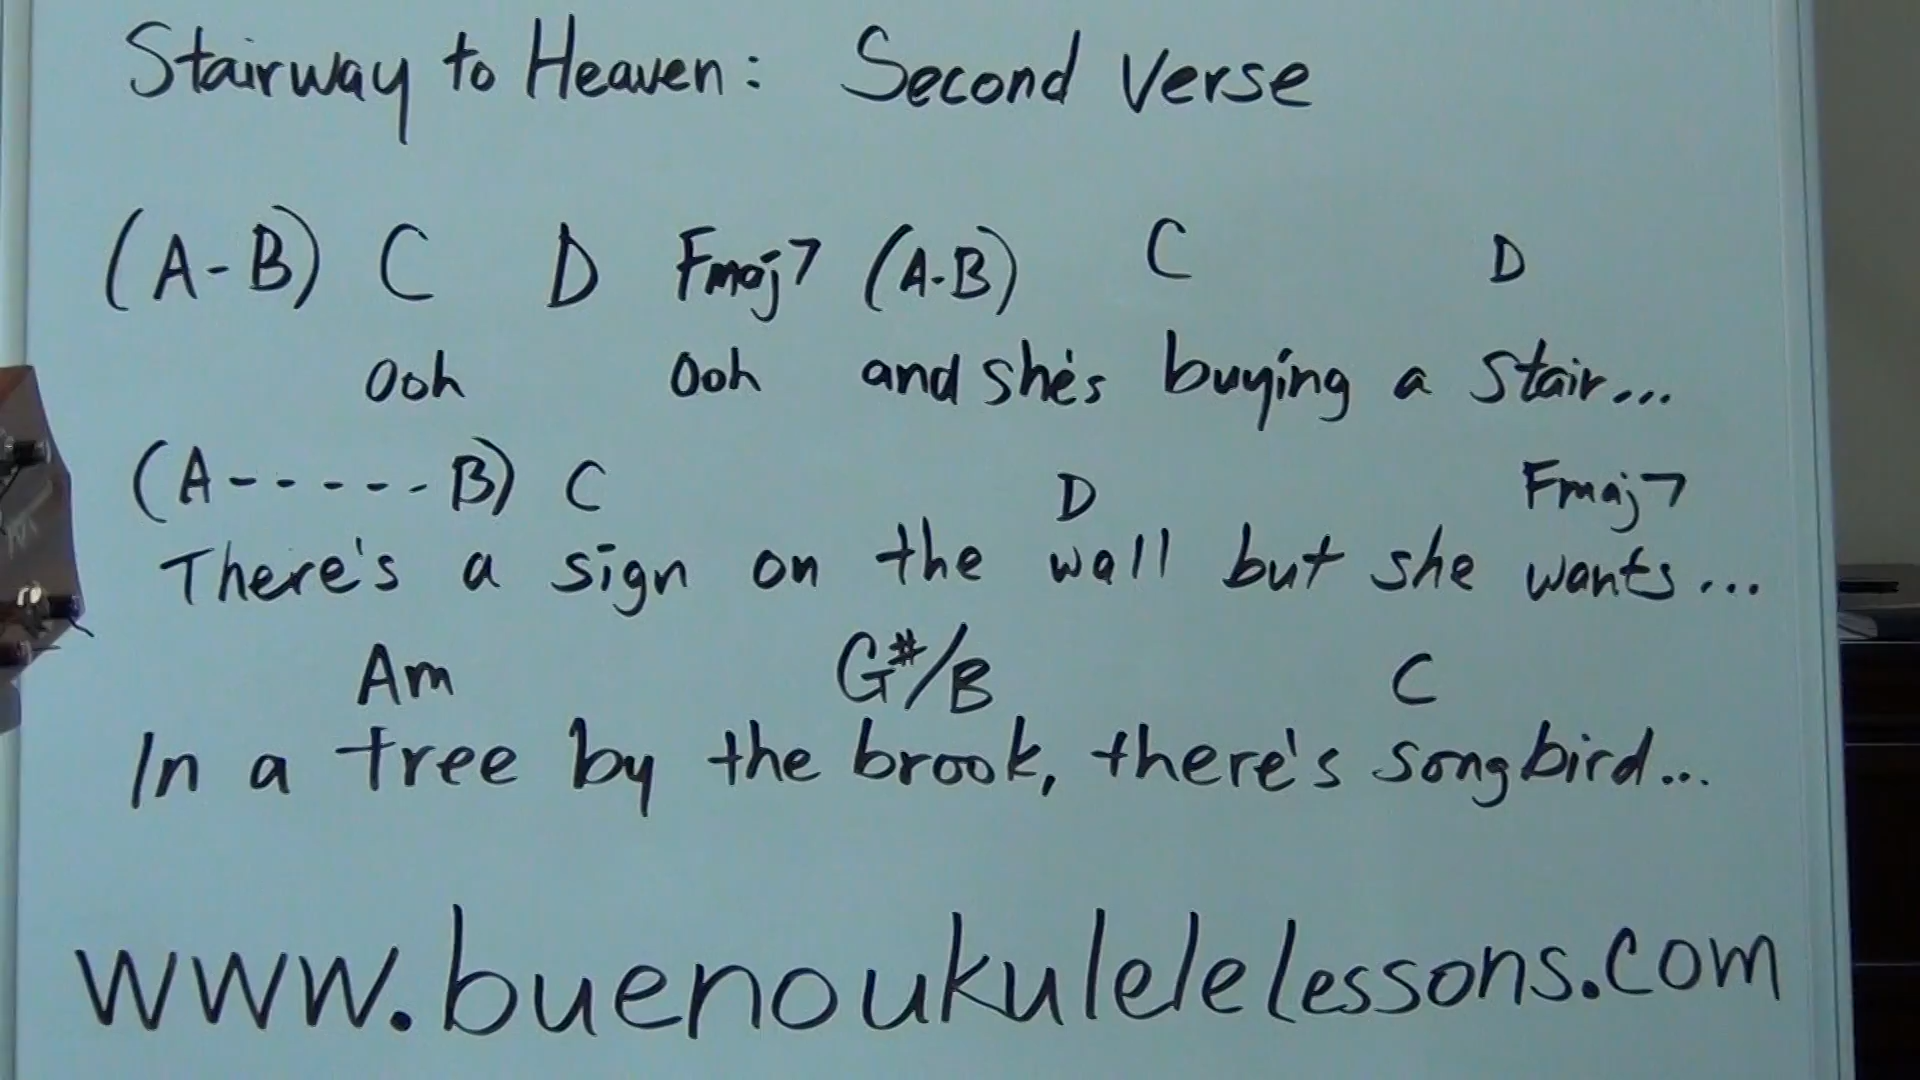 Stairway to Heaven: Second Verse
(A-B) C D Fmaj7 (A-B) C D
Ooh Ooh and she's buying a stair...
(A-----B) C D Fmaj7
There's a sign on the wall but she wants...
Am G#/B C
In a tree by the brook, there's songbird...
www.buenoukulelelessons.com